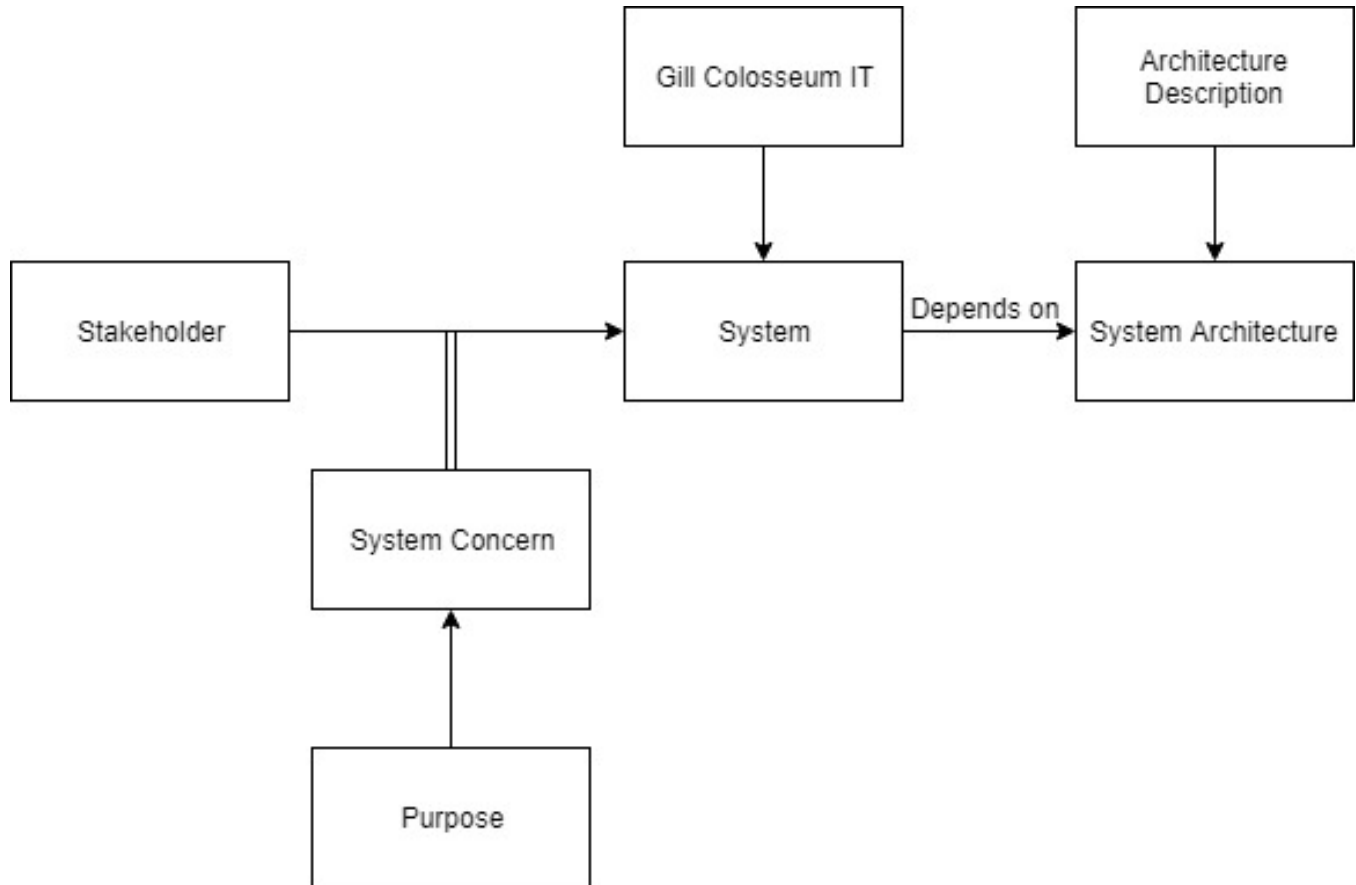 Gill Colosseum IT
Architecture
Description
Stakeholder
System
Depends on
System Architecture
System Concern
Purpose